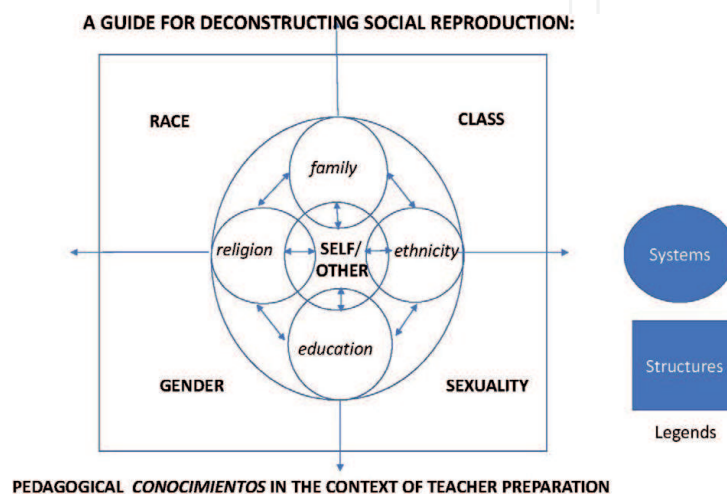 A GUIDE FOR DECONSTRUCTING SOCIAL REPRODUCTION:
RACE
CLASS
family
religion
SELF/
OTHER
ethnicity
education
GENDER
SEXUALITY
Systems
Structures
Legends
PEDAGOGICAL CONOCIMIENTOS IN THE CONTEXT OF TEACHER PREPARATION